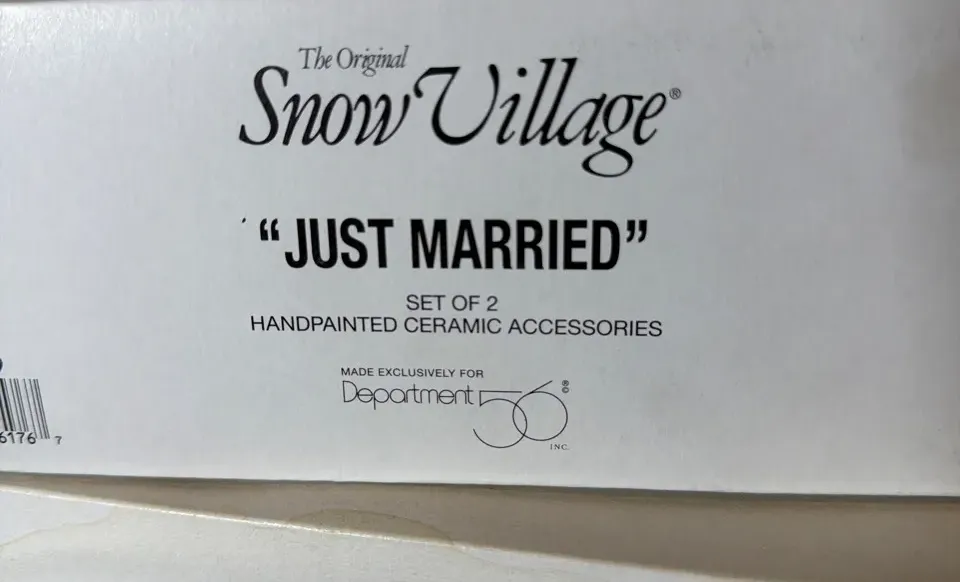 The Original
Snow Village®
“JUST MARRIED”
SET OF 2
HANDPAINTED CERAMIC ACCESSORIES
MADE EXCLUSIVELY FOR
Department 56®©
INC.
6176 7